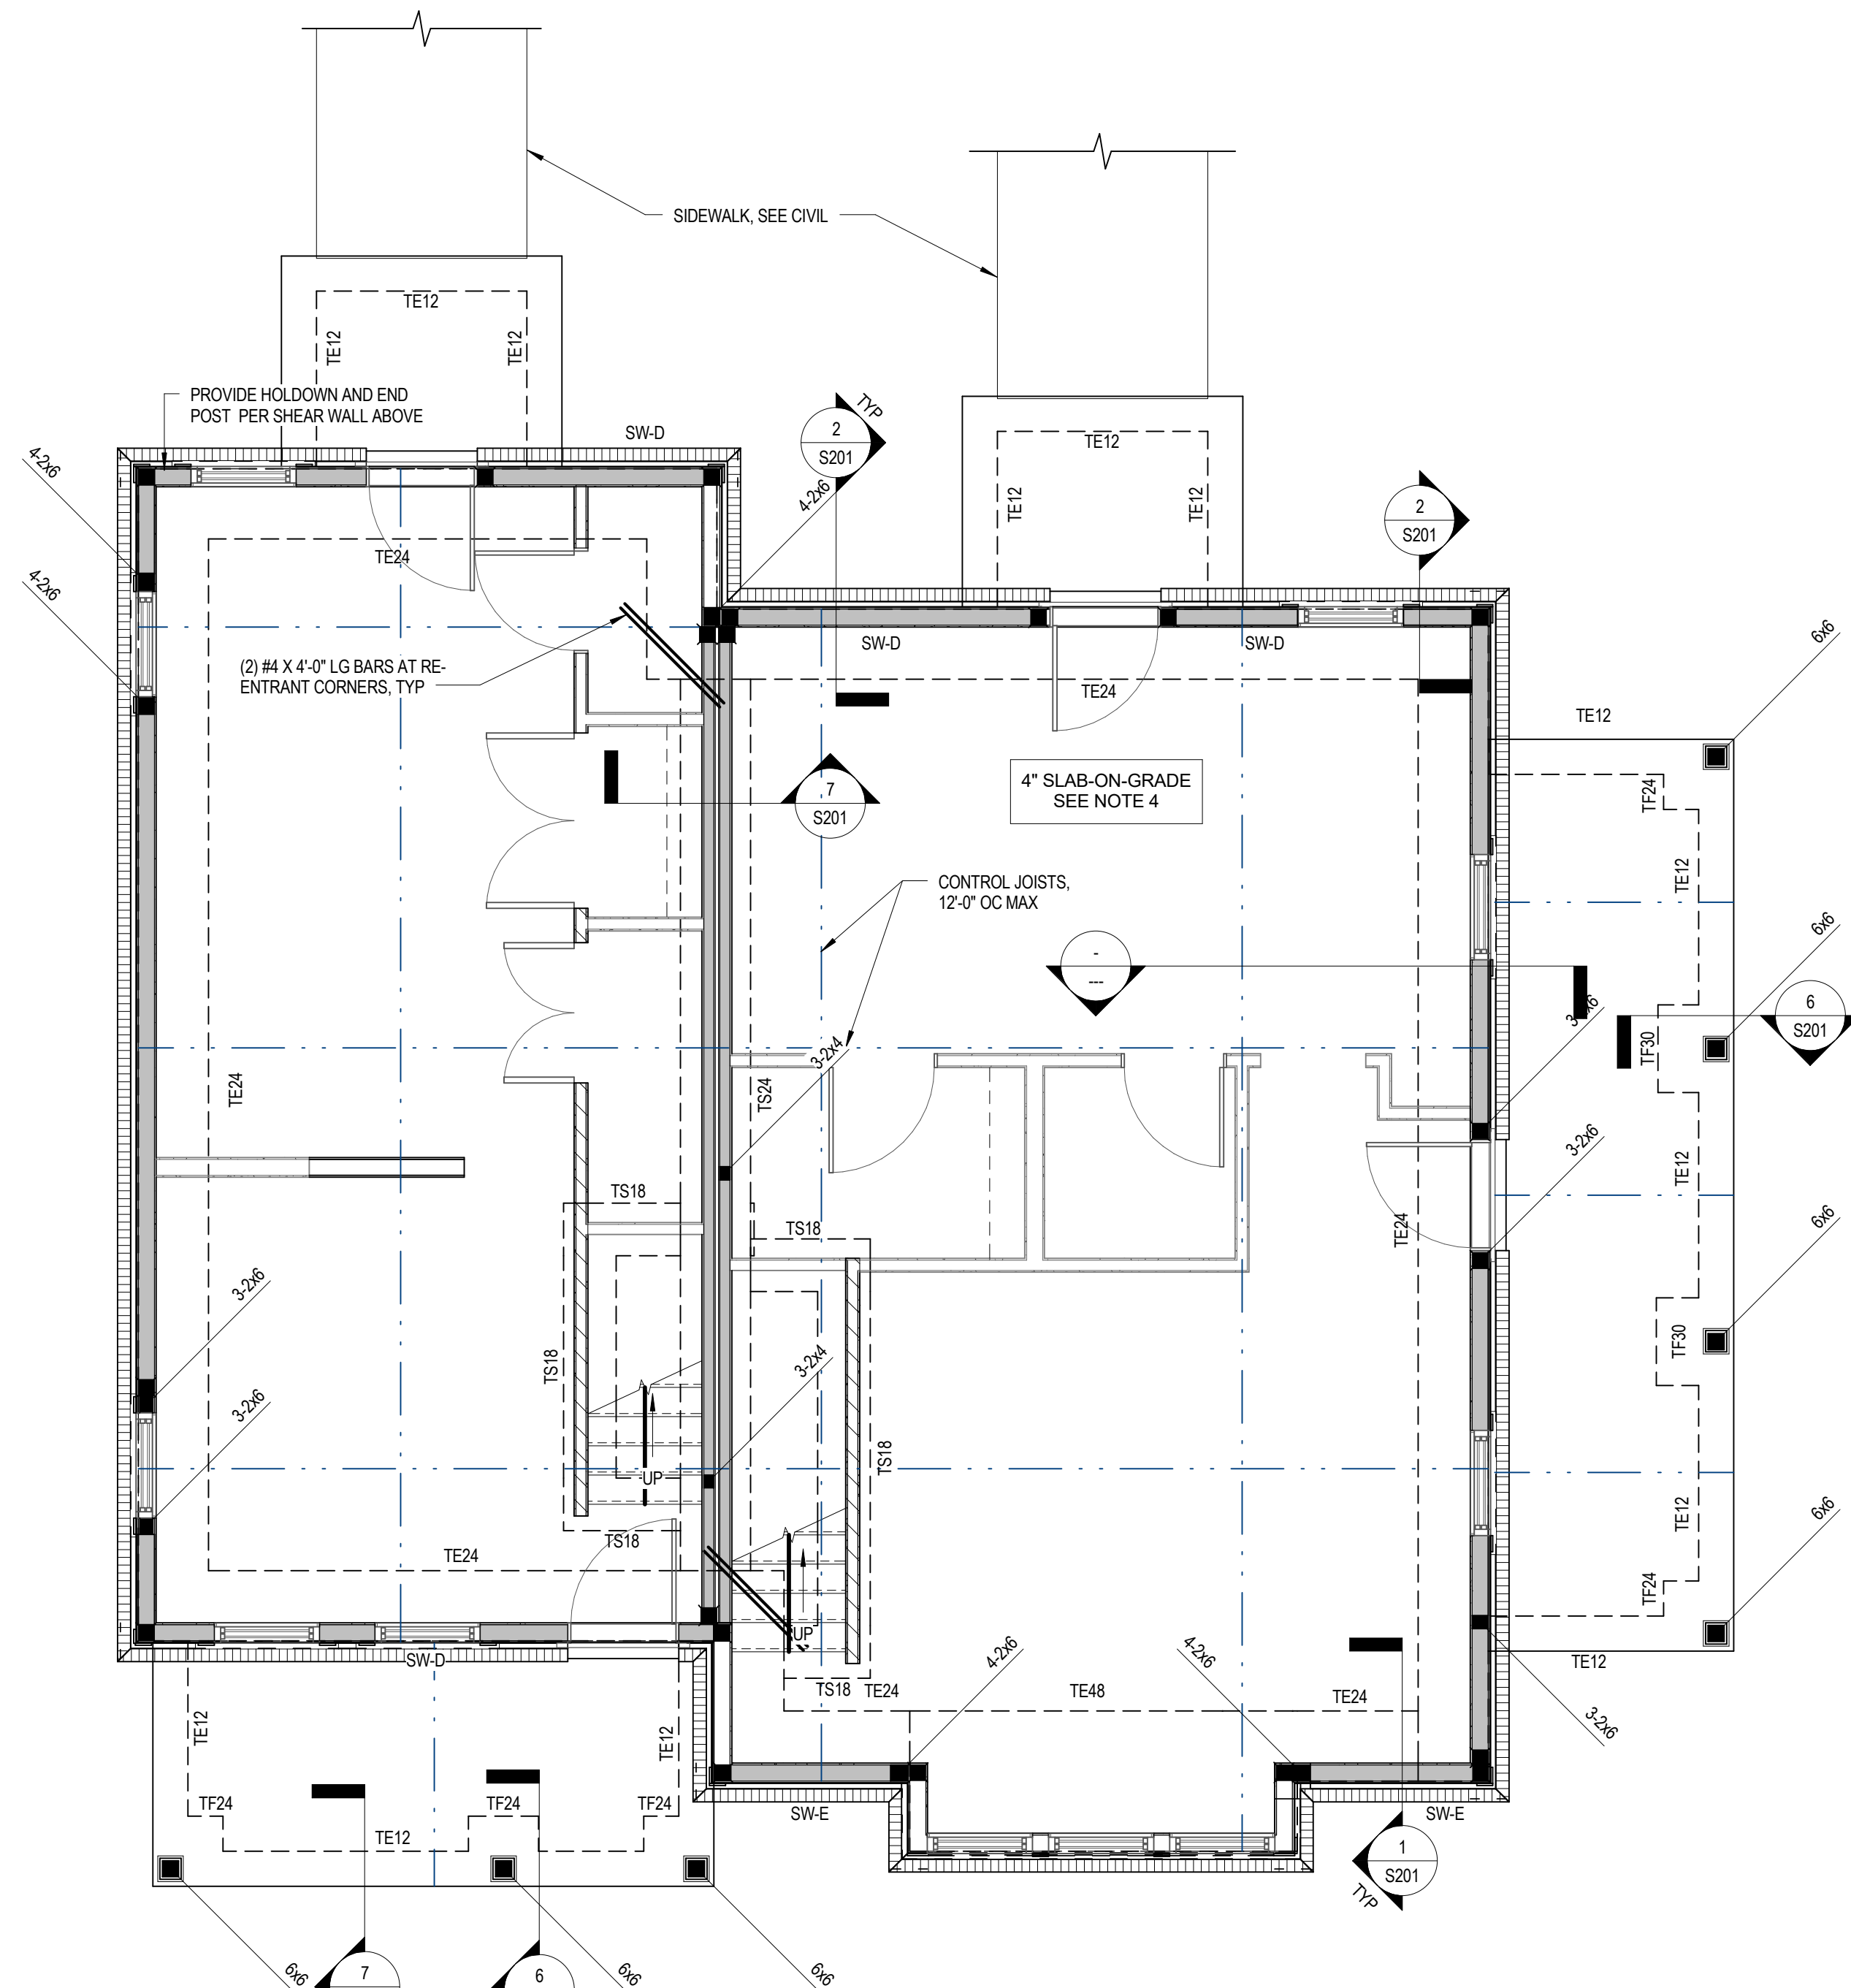 SIDEWALK, SEE CIVIL
TE12
TE12
TE12
PROVIDE HOLDOWN AND END
POST PER SHEAR WALL ABOVE
SW-D
4-2x6
4-2x6
2
S201
TYP
4-2x6
TE12
TE12
TE12
2
S201
TE24
SW-D
SW-D
(2) #4 X 4'-0" LG BARS AT RE-
ENTRANT CORNERS, TYP
TE24
6x6
TE12
4" SLAB-ON-GRADE
SEE NOTE 4
7
S201
TF24
TE12
CONTROL JOISTS,
12'-0" OC MAX
6x6
-
---
6
S201
TF30
3-2x4
TS24
TE24
3-2x6
TE12
TS18
TS18
TE24
6x6
3-2x6
TF30
TS18
3-2x4
3-2x6
TS18
UP
TE12
6x6
TS18
TE24
TF24
UP
SW-D
TS18
TE24
4-2x6
TE48
4-2x6
TE24
TE12
3-2x6
TE12
TE12
TF24
TF24
TF24
TE12
SW-E
SW-E
1
S201
TYP
6x6
7
6
6x6
6x6